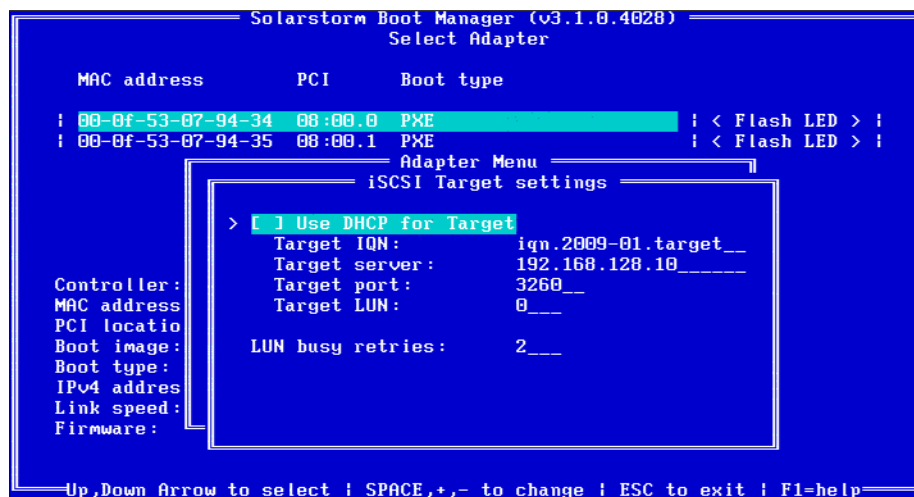 Solarstorm Boot Manager (v3.1.0.4028)
Select Adapter
MAC address PCI Boot type
00-0f-53-07-94-34 08:00.0 PXE ¦ < Flash LED > ¦
00-0f-53-07-94-35 08:00.1 PXE ¦ < Flash LED > ¦
Adapter Menu
iSCSI Target settings
> [ ] Use DHCP for Target
Target IQN: iqn.2009-01.target__
Target server: 192.168.128.10______
Target port: 3260__
Target LUN: 0___
LUN busy retries: 2___
Controller:
MAC address
PCI locatio
Boot image:
Boot type:
IPv4 addres
Link speed:
Firmware:
Up,Down Arrow to select ¦ SPACE,+,- to change ¦ ESC to exit ¦ F1=help